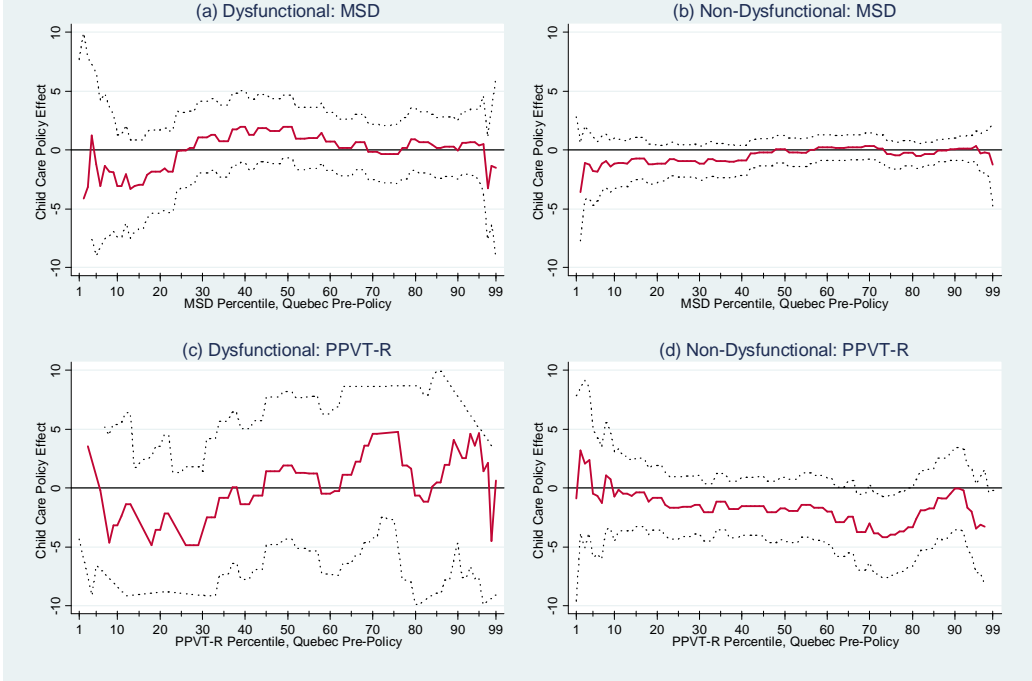 (a) Dysfunctional: MSD
Child Care Policy Effect
10
5
0
-5
-10
1 10 20 30 40 50 60 70 80 90 99
MSD Percentile, Quebec Pre-Policy
(b) Non-Dysfunctional: MSD
Child Care Policy Effect
10
5
0
-5
-10
1 10 20 30 40 50 60 70 80 90 99
MSD Percentile, Quebec Pre-Policy
(c) Dysfunctional: PPVT-R
Child Care Policy Effect
10
5
0
-5
-10
1 10 20 30 40 50 60 70 80 90 99
PPVT-R Percentile, Quebec Pre-Policy
(d) Non-Dysfunctional: PPVT-R
Child Care Policy Effect
10
5
0
-5
-10
1 10 20 30 40 50 60 70 80 90 99
PPVT-R Percentile, Quebec Pre-Policy